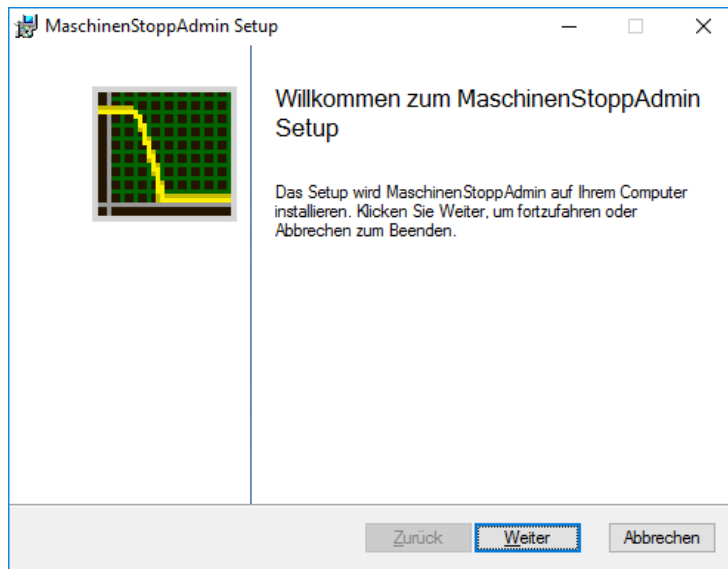 MaschinenStoppAdmin Setup
Willkommen zum MaschinenStoppAdmin
Setup
Das Setup wird MaschinenStoppAdmin auf Ihrem Computer
installieren. Klicken Sie Weiter, um fortzufahren oder
Abbrechen zum Beenden.
Zurück Weiter Abbrechen